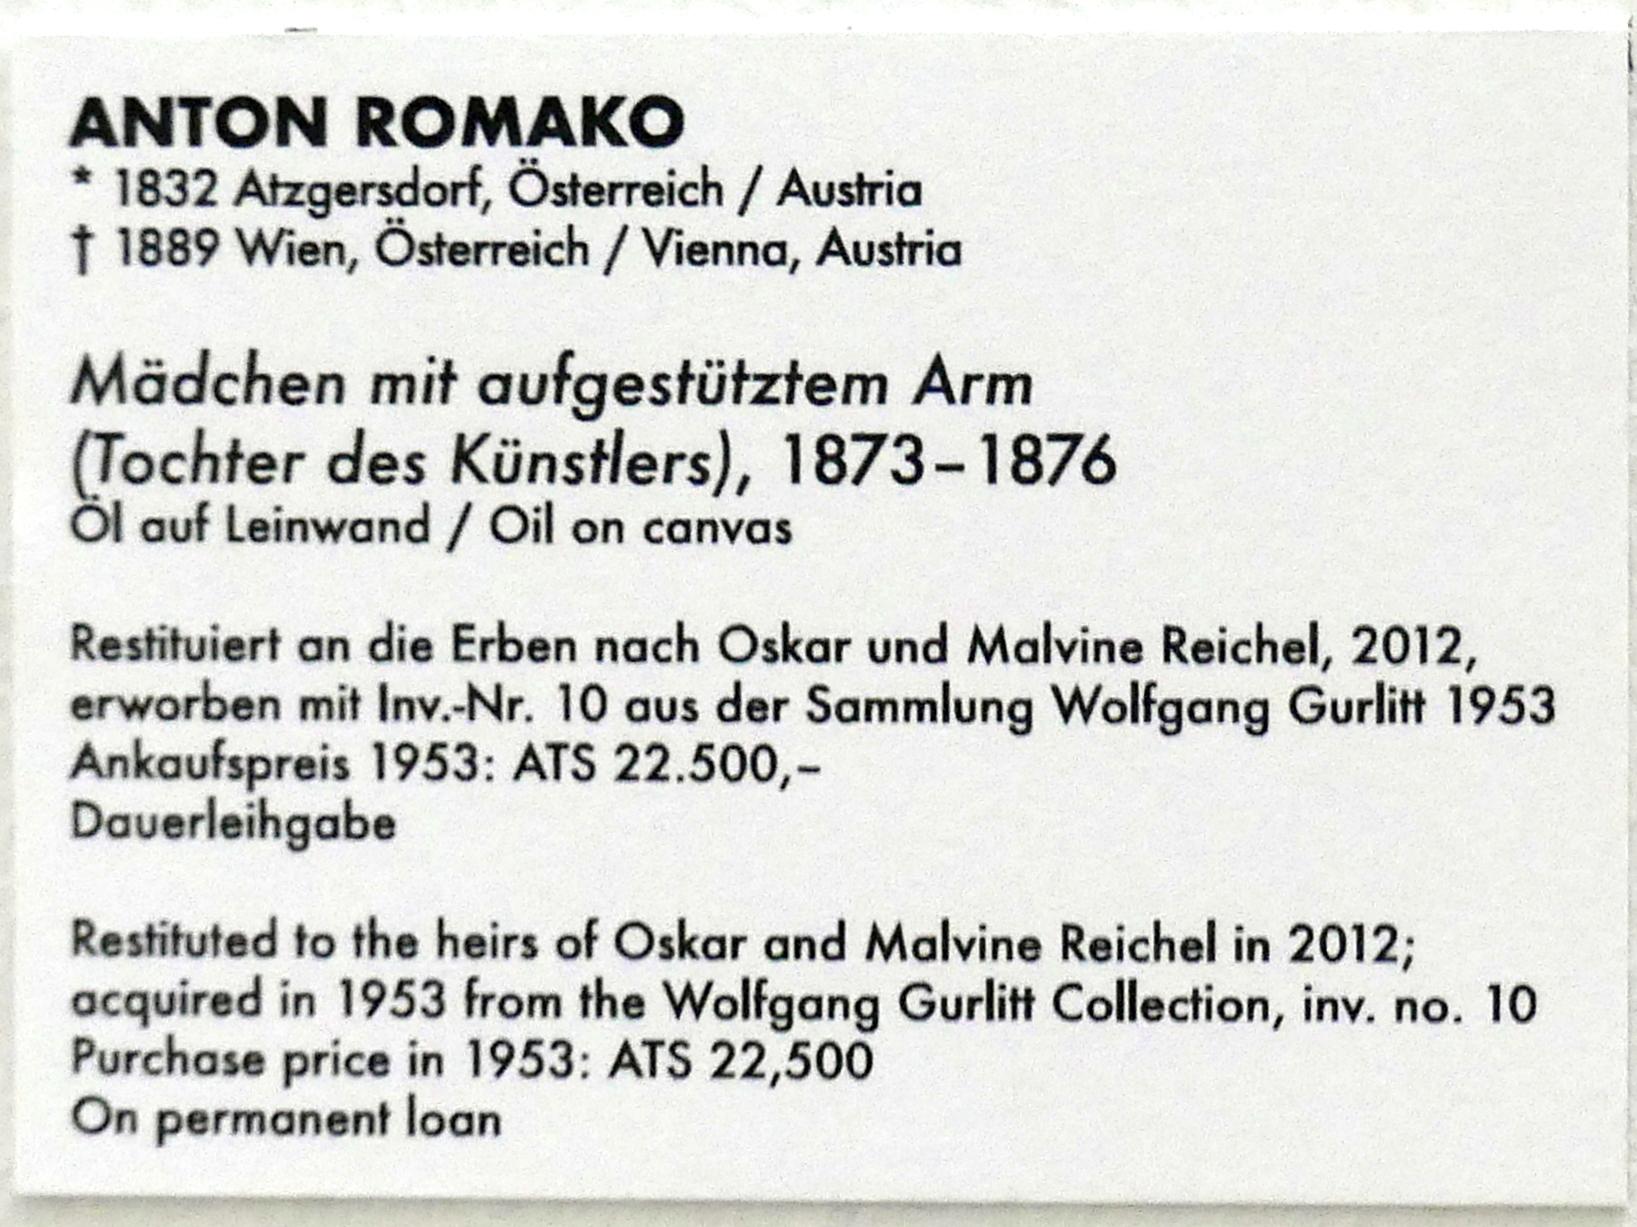 ANTON ROMAKO
* 1832 Atzgersdorf, Österreich / Austria
† 1889 Wien, Österreich / Vienna, Austria
Mädchen mit aufgestütztem Arm
(Tochter des Künstlers), 1873–1876
Öl auf Leinwand / Oil on canvas
Restituiert an die Erben nach Oskar und Malvine Reichel, 2012,
erworben mit Inv.-Nr. 10 aus der Sammlung Wolfgang Gurlitt 1953
Ankaufspreis 1953: ATS 22.500,–
Dauerleihgabe
Restituted to the heirs of Oskar and Malvine Reichel in 2012;
acquired in 1953 from the Wolfgang Gurlitt Collection, inv. no. 10
Purchase price in 1953: ATS 22,500
On permanent loan